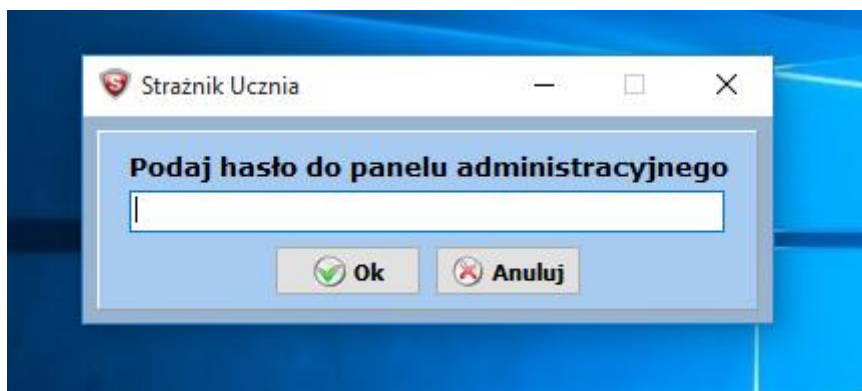 Strażnik Ucznia
Podaj hasło do panelu administracyjnego
Ok
Anuluj